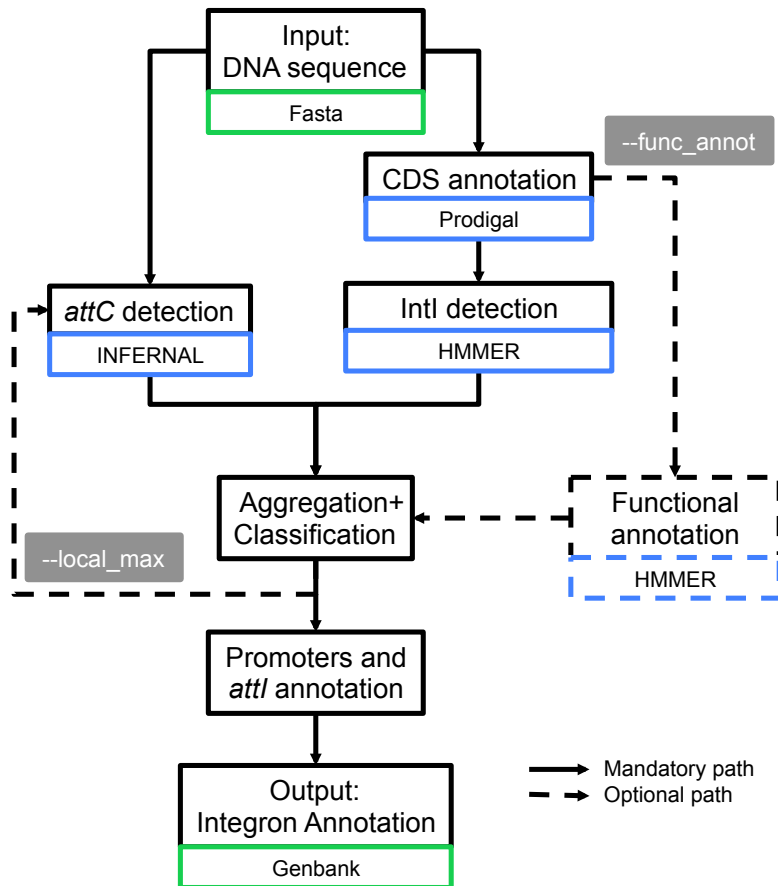 Input:
DNA sequence
Fasta
--func_annot
CDS annotation
Prodigal
attC detection
INFERNAL
IntI detection
HMMER
Aggregation+
Classification
Functional
annotation
HMMER
--local_max
Promoters and
attI annotation
Output:
Integron Annotation
Genbank
Mandatory path
Optional path